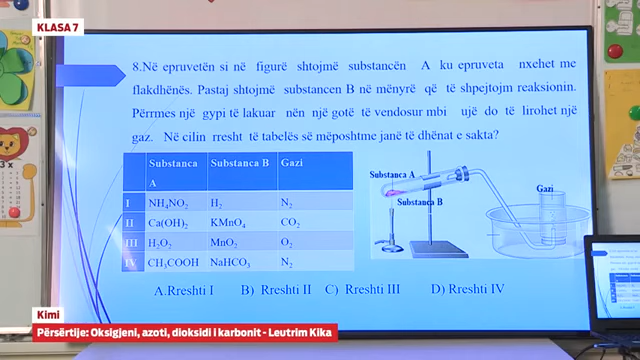 KLASA 7
8.Në epruvetën si në figurë shtojmë substancën A ku epruveta nxehet me
flakdhënës. Pastaj shtojmë substancen B në mënyrë që të shpejtojm reaksionin.
Përrmes një gypi të lakuar nën një gotë të vendosur mbi ujë do të lirohet një
gaz. Në cilin rresht të tabelës së mëposhtme janë të dhënat e sakta?
Substanca A Substanca B Gazi
I NH₄NO₂ H₂ N₂
II Ca(OH)₂ KMnO₄ CO₂
III H₂O₂ MnO₂ O₂
IV CH₃COOH NaHCO₃ N₂
Substanca A
Substanca B
Gazi
A.Rreshti I B) Rreshti II C) Rreshti III D) Rreshti IV
Kimi
Përsërtije: Oksigjeni, azoti, dioksidi i karbonit - Leutrim Kika